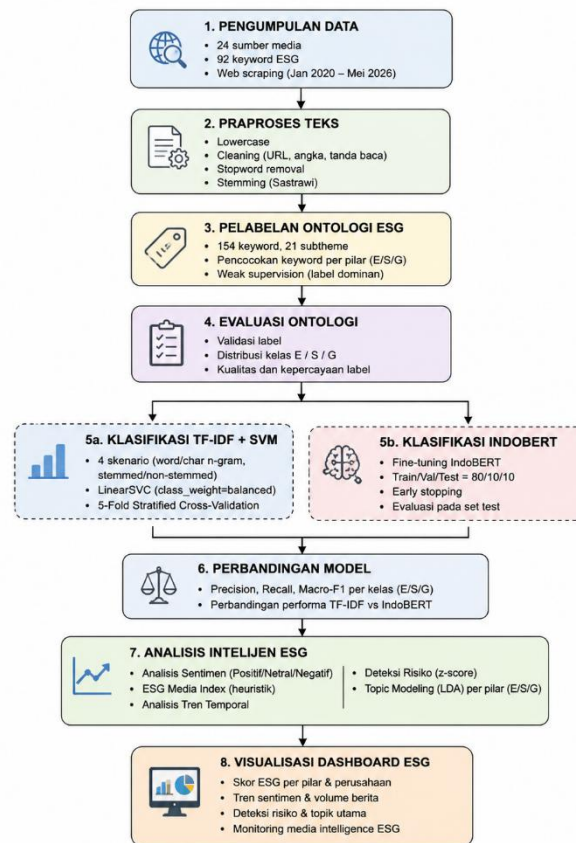 1. PENGUMPULAN DATA
• 24 sumber media
• 92 keyword ESG
• Web scraping (Jan 2020 – Mei 2026)
2. PRAPROSES TEKS
• Lowercase
• Cleaning (URL, angka, tanda baca)
• Stopword removal
• Stemming (Sastrawi)
3. PELABELAN ONTOLOGI ESG
• 154 keyword, 21 subtheme
• Pencocokan keyword per pilar (E/S/G)
• Weak supervision (label dominan)
4. EVALUASI ONTOLOGI
• Validasi label
• Distribusi kelas E / S / G
• Kualitas dan kepercayaan label
5a. KLASIFIKASI TF-IDF + SVM
• 4 skenario (word/char n-gram,
stemmed/non-stemmed)
• LinearSVC (class_weight=balanced)
• 5-Fold Stratified Cross-Validation
5b. KLASIFIKASI INDOBERT
• Fine-tuning IndoBERT
• Train/Val/Test = 80/10/10
• Early stopping
• Evaluasi pada set test
6. PERBANDINGAN MODEL
• Precision, Recall, Macro-F1 per kelas (E/S/G)
• Perbandingan performa TF-IDF vs IndoBERT
7. ANALISIS INTELIJEN ESG
• Analisis Sentimen (Positif/Netral/Negatif)
• ESG Media Index (heuristik)
• Analisis Tren Temporal
• Deteksi Risiko (z-score)
• Topic Modeling (LDA) per pilar (E/S/G)
8. VISUALISASI DASHBOARD ESG
• Skor ESG per pilar & perusahaan
• Tren sentimen & volume berita
• Deteksi risiko & topik utama
• Monitoring media intelligence ESG